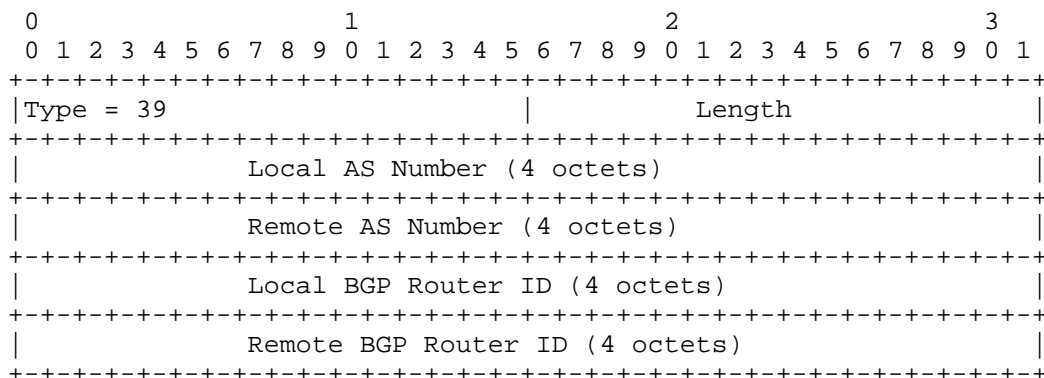 0                   1                   2                   3
 0 1 2 3 4 5 6 7 8 9 0 1 2 3 4 5 6 7 8 9 0 1 2 3 4 5 6 7 8 9 0 1
+-+-+-+-+-+-+-+-+-+-+-+-+-+-+-+-+-+-+-+-+-+-+-+-+-+-+-+-+-+-+-+-+
|Type = 39                      |          Length               |
+-+-+-+-+-+-+-+-+-+-+-+-+-+-+-+-+-+-+-+-+-+-+-+-+-+-+-+-+-+-+-+-+
|              Local AS Number (4 octets)                       |
+-+-+-+-+-+-+-+-+-+-+-+-+-+-+-+-+-+-+-+-+-+-+-+-+-+-+-+-+-+-+-+-+
|              Remote AS Number (4 octets)                      |
+-+-+-+-+-+-+-+-+-+-+-+-+-+-+-+-+-+-+-+-+-+-+-+-+-+-+-+-+-+-+-+-+
|              Local BGP Router ID (4 octets)                   |
+-+-+-+-+-+-+-+-+-+-+-+-+-+-+-+-+-+-+-+-+-+-+-+-+-+-+-+-+-+-+-+-+
|              Remote BGP Router ID (4 octets)                  |
+-+-+-+-+-+-+-+-+-+-+-+-+-+-+-+-+-+-+-+-+-+-+-+-+-+-+-+-+-+-+-+-+